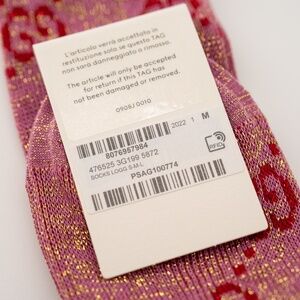 L'articolo verrà accettato in
restituzione solo se questo TAG
non sarà danneggiato o rimosso.
The article will only be accepted
for return if this TAG has
not been damaged or removed.
0908J 0010
8076957984
2022 1 M
476525 3G199 5872
SOCKS LOGO S-M-L
PSAG100774
RFID